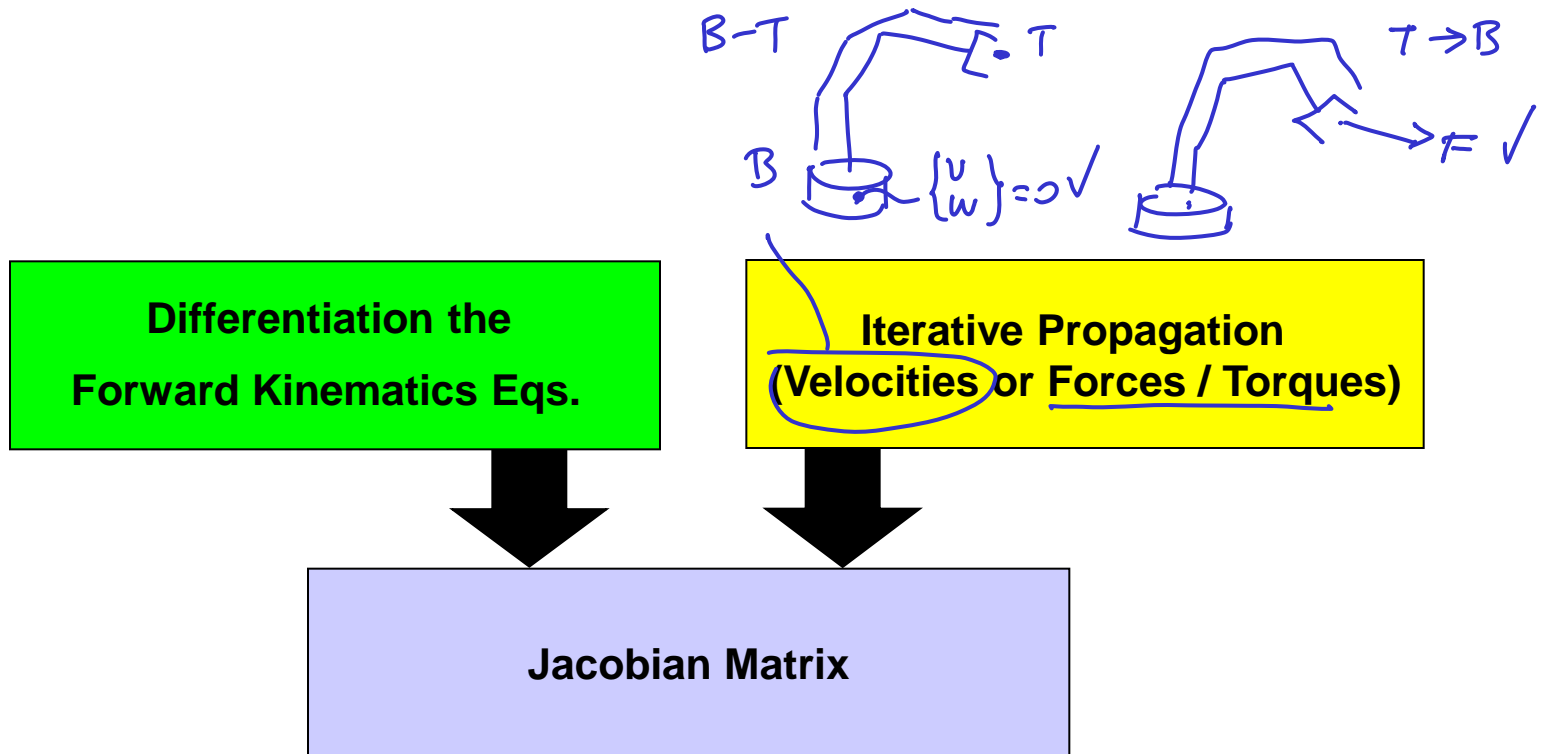 B-T
T
B
{v
w} = 0 ✓
T → B
F ✓
Differentiation the
Forward Kinematics Eqs.
Iterative Propagation
(Velocities or Forces / Torques)
Jacobian Matrix